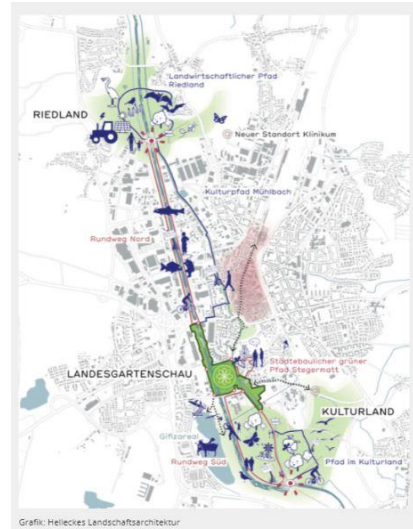 Landwirtschaftlicher Pfad
Riedland
RIEDLAND
Neuer Standort Klinikum
Kulturpfad Mühlbach
Rundweg Nord
Städtebaulicher grüner
Pfad Stegermatt
LANDESGARTENSCHAU
KULTURLAND
Gifizareal
Rundweg Süd
Pfad im Kulturland
Grafik: Helleckes Landschaftsarchitektur